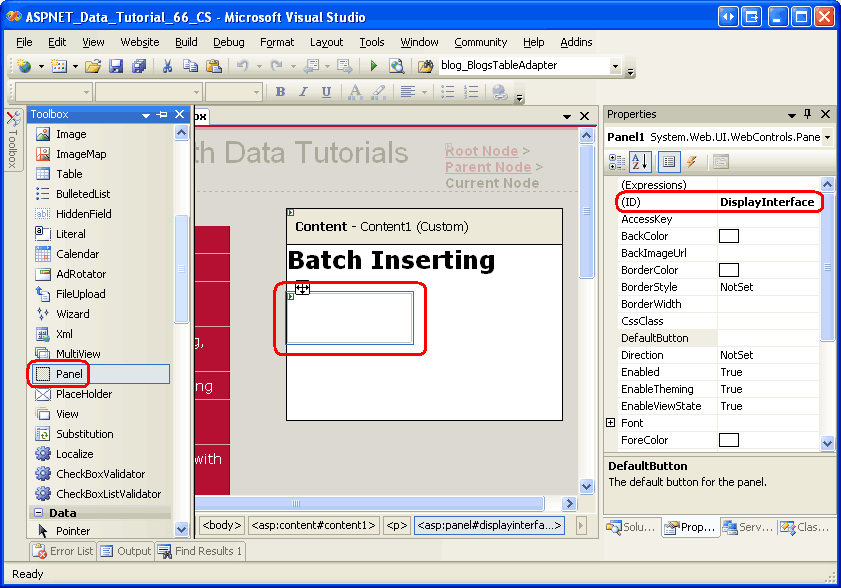 ASPNET_Data_Tutorial_66_CS - Microsoft Visual Studio
File Edit View Website Build Debug Format Layout Tools Window Community Help Addins
blog_BlogsTableAdapter
B I U A
Toolbox
Toolbox
Image
ImageMap
Table
BulletedList
HiddenField
Literal
Calendar
AdRotator
FileUpload
Wizard
Xml
MultiView
Panel
PlaceHolder
View
Substitution
Localize
CheckBoxValidator
CheckBoxListValidator
Data
Pointer
th Data Tutorials
Root Node >
Parent Node >
Current Node
Content - Content1 (Custom)
Batch Inserting
ng,
ing
with
<body> <asp:content#content1> <p> <asp:panel#displayinterfa...>
Properties
Panel1 System.Web.UI.WebControls.Pane
(Expressions)
(ID) DisplayInterface
AccessKey
BackColor
BackImageUrl
BorderColor
BorderStyle NotSet
BorderWidth
CssClass
DefaultButton
Direction NotSet
Enabled True
EnableTheming True
EnableViewState True
Font
ForeColor
DefaultButton
The default button for the panel.
Solu... Prop... Serv... Clas...
Error List Output Find Results 1
Ready